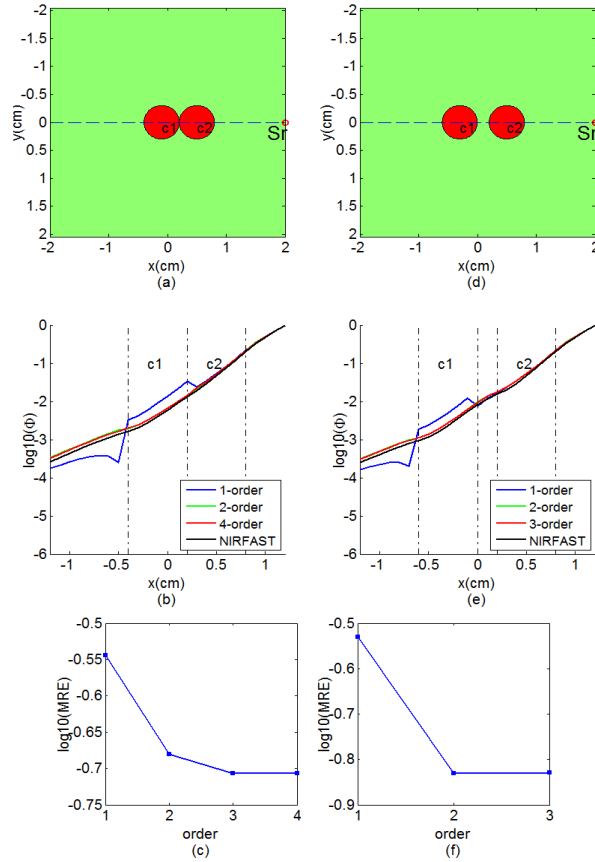 -2
-1.5
-1
-0.5
0
0.5
1
1.5
2
y(cm)
c1 c2
Sr
-2 -1 0 1 2
x(cm)
(a)
-2
-1.5
-1
-0.5
0
0.5
1
1.5
2
y(cm)
c1 c2
Sr
-2 -1 0 1 2
x(cm)
(d)
0
-1
-2
-3
-4
-5
-6
log10(Φ)
c1 c2
1-order
2-order
4-order
NIRFAST
-1 -0.5 0 0.5 1
x(cm)
(b)
0
-1
-2
-3
-4
-5
-6
log10(Φ)
c1 c2
1-order
2-order
3-order
NIRFAST
-1 -0.5 0 0.5 1
x(cm)
(e)
-0.5
-0.55
-0.6
-0.65
-0.7
-0.75
log10(MRE)
1 2 3 4
order
(c)
-0.5
-0.6
-0.7
-0.8
-0.9
log10(MRE)
1 2 3
order
(f)